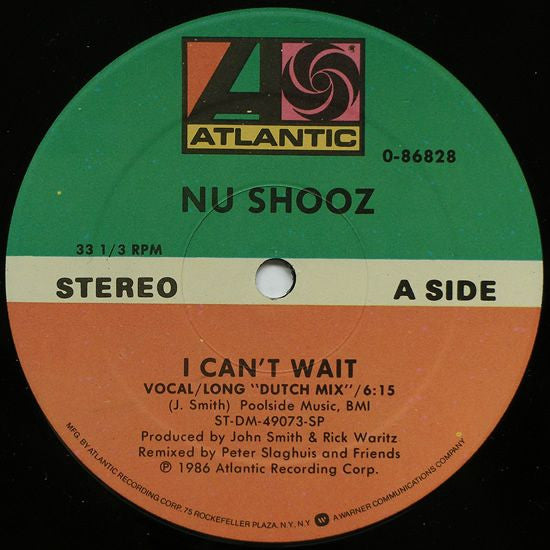 ATLANTIC
0-86828
NU SHOOZ
33 1/3 RPM
STEREO
A SIDE
I CAN'T WAIT
VOCAL/LONG "DUTCH MIX"/6:15
(J. Smith) Poolside Music, BMI
ST-DM-49073-SP
Produced by John Smith & Rick Waritz
Remixed by Peter Slaghuis and Friends
℗ 1986 Atlantic Recording Corp.
MFG. BY ATLANTIC RECORDING CORP. 75 ROCKEFELLER PLAZA, N.Y., N.Y. W A WARNER COMMUNICATIONS COMPANY